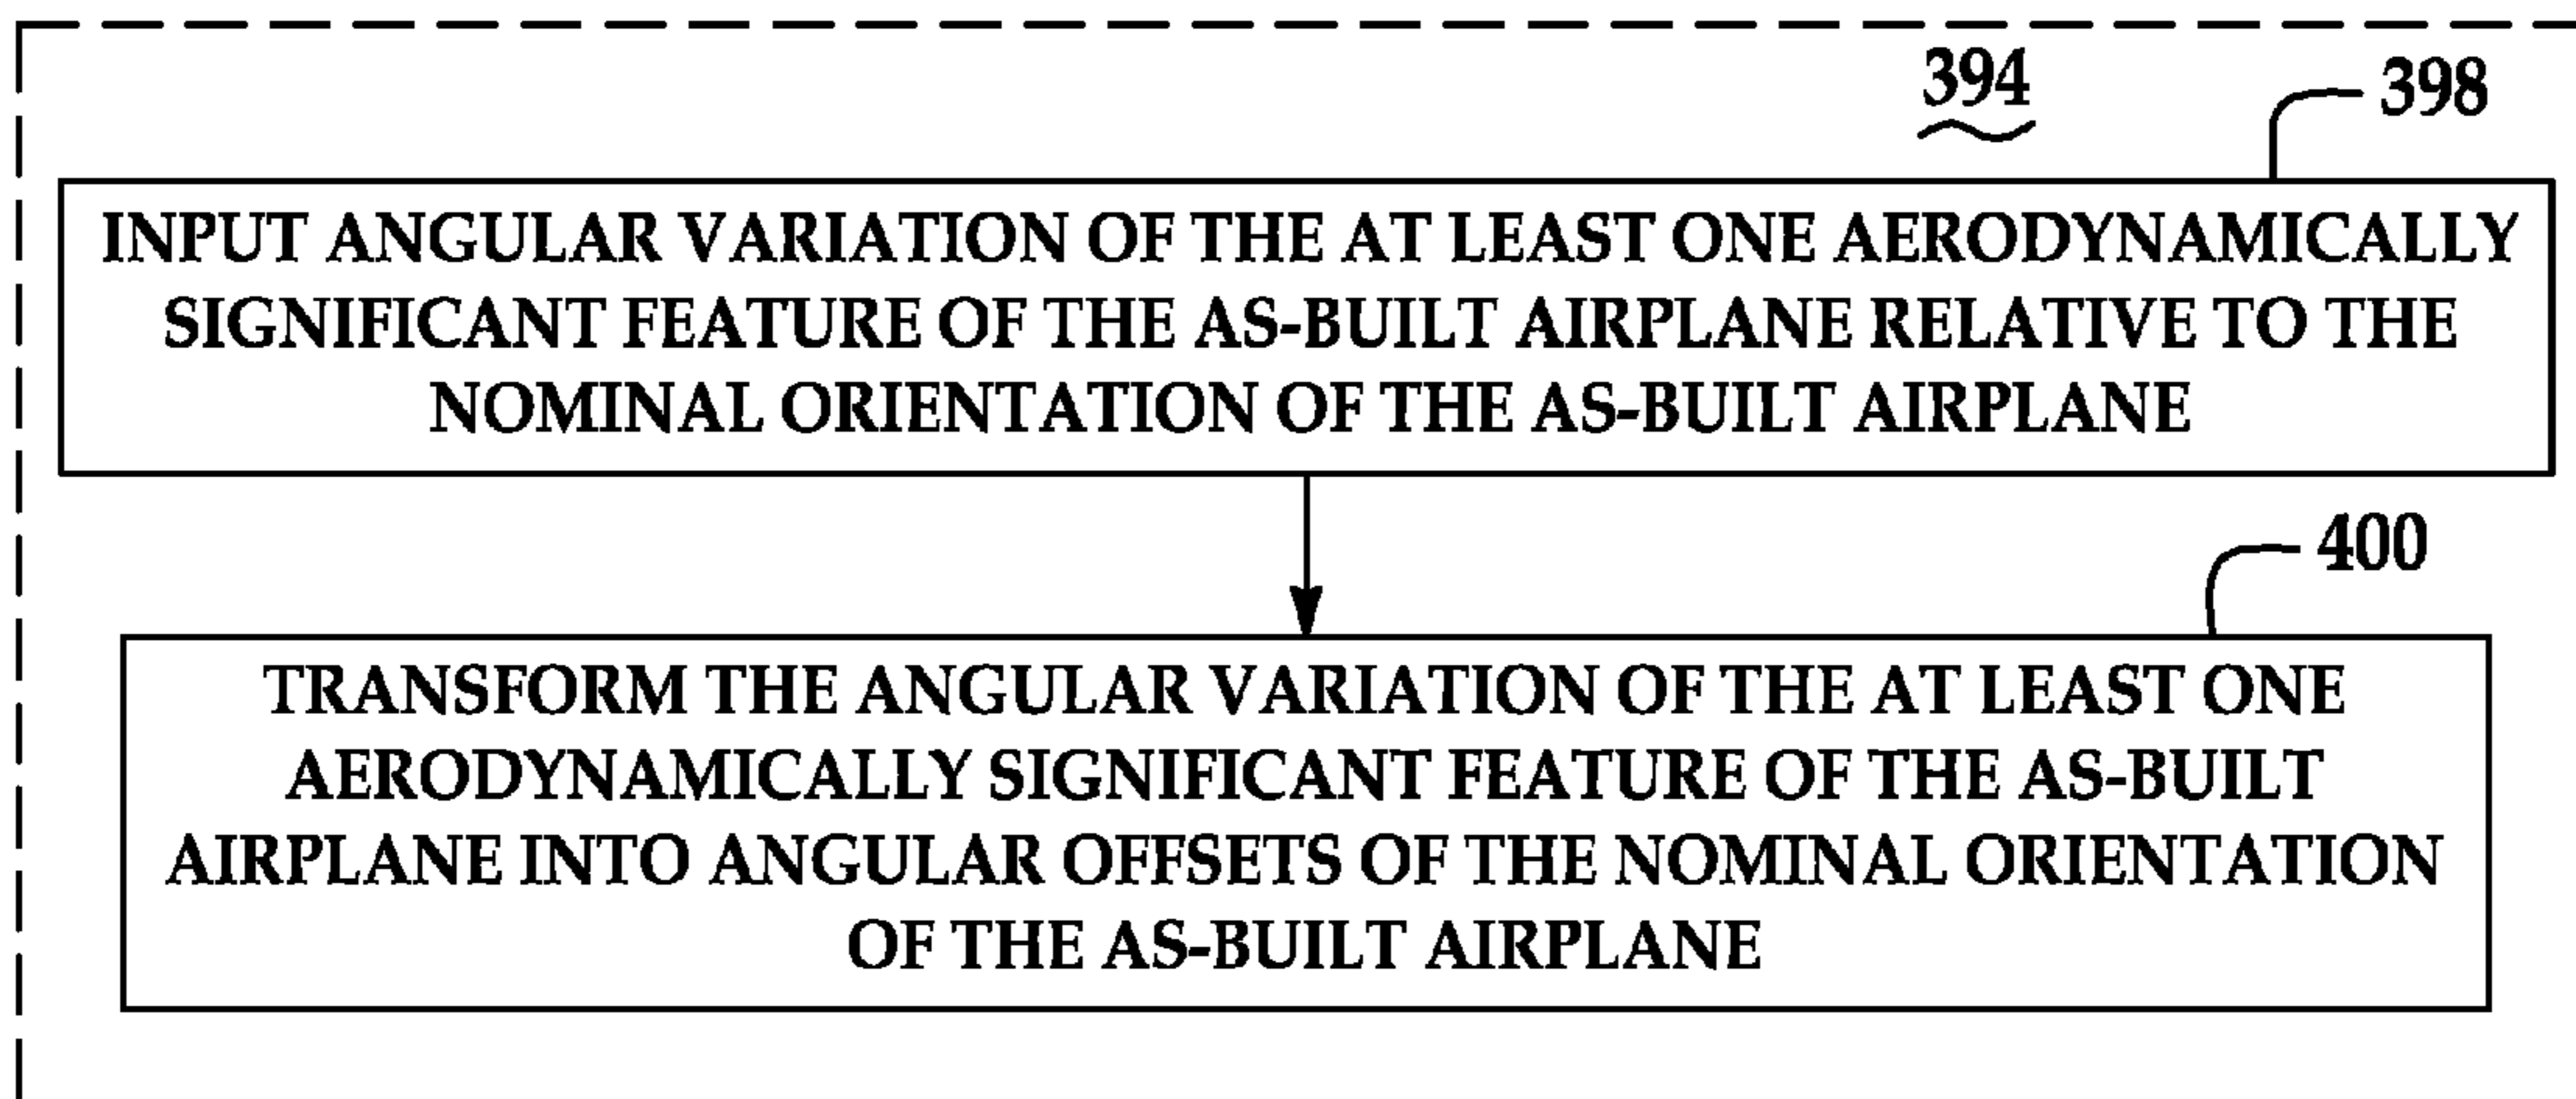 394
398
INPUT ANGULAR VARIATION OF THE AT LEAST ONE AERODYNAMICALLY
SIGNIFICANT FEATURE OF THE AS-BUILT AIRPLANE RELATIVE TO THE
NOMINAL ORIENTATION OF THE AS-BUILT AIRPLANE
400
TRANSFORM THE ANGULAR VARIATION OF THE AT LEAST ONE
AERODYNAMICALLY SIGNIFICANT FEATURE OF THE AS-BUILT
AIRPLANE INTO ANGULAR OFFSETS OF THE NOMINAL ORIENTATION
OF THE AS-BUILT AIRPLANE